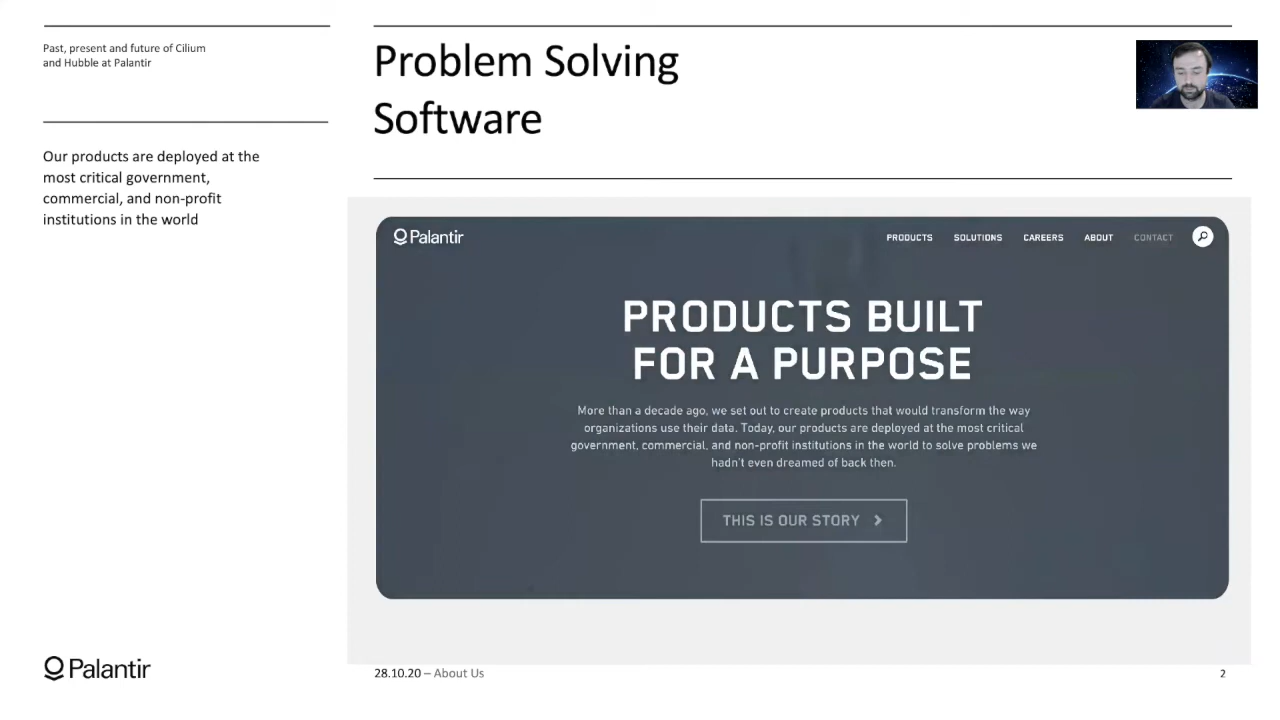 Past, present and future of Cilium
and Hubble at Palantir
Our products are deployed at the
most critical government,
commercial, and non-profit
institutions in the world
Problem Solving
Software
Palantir
PRODUCTS SOLUTIONS CAREERS ABOUT CONTACT
PRODUCTS BUILT
FOR A PURPOSE
More than a decade ago, we set out to create products that would transform the way
organizations use their data. Today, our products are deployed at the most critical
government, commercial, and non-profit institutions in the world to solve problems we
hadn't even dreamed of back then.
THIS IS OUR STORY
Palantir
28.10.20 – About Us
2